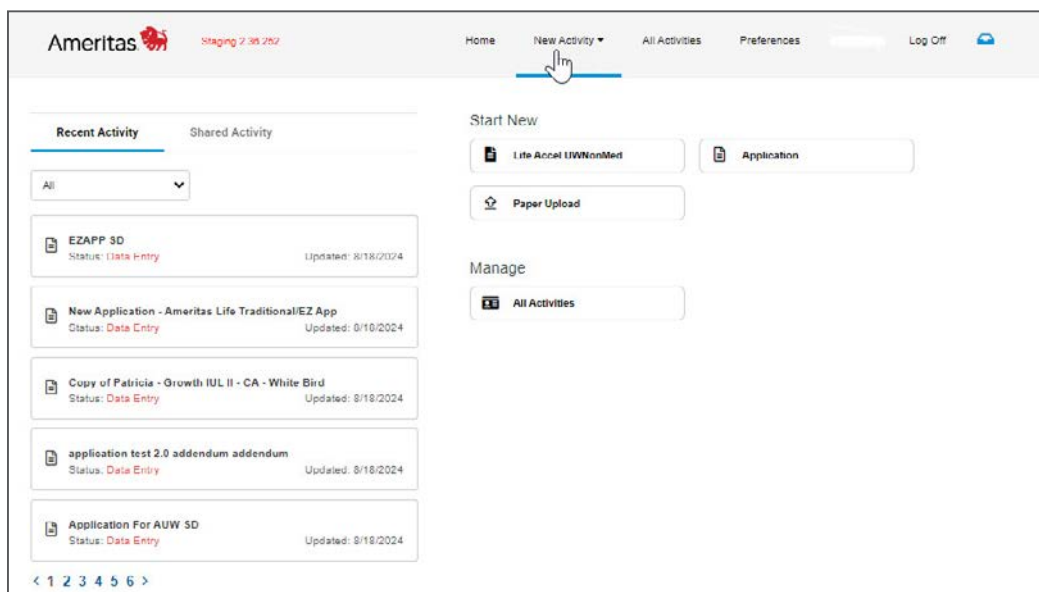 Ameritas
Staging 2.36.252
Home New Activity All Activities Preferences Log Off
Recent Activity Shared Activity
All
EZAPP SD
Status: Data Entry Updated: 8/18/2024
New Application - Ameritas Life Traditional/EZ App
Status: Data Entry Updated: 8/18/2024
Copy of Patricia - Growth IUL II - CA - White Bird
Status: Data Entry Updated: 8/18/2024
application test 2.0 addendum addendum
Status: Data Entry Updated: 8/18/2024
Application For AUW SD
Status: Data Entry Updated: 8/18/2024
< 1 2 3 4 5 6 >
Start New
Life Accel UWNonMed
Application
Paper Upload
Manage
All Activities